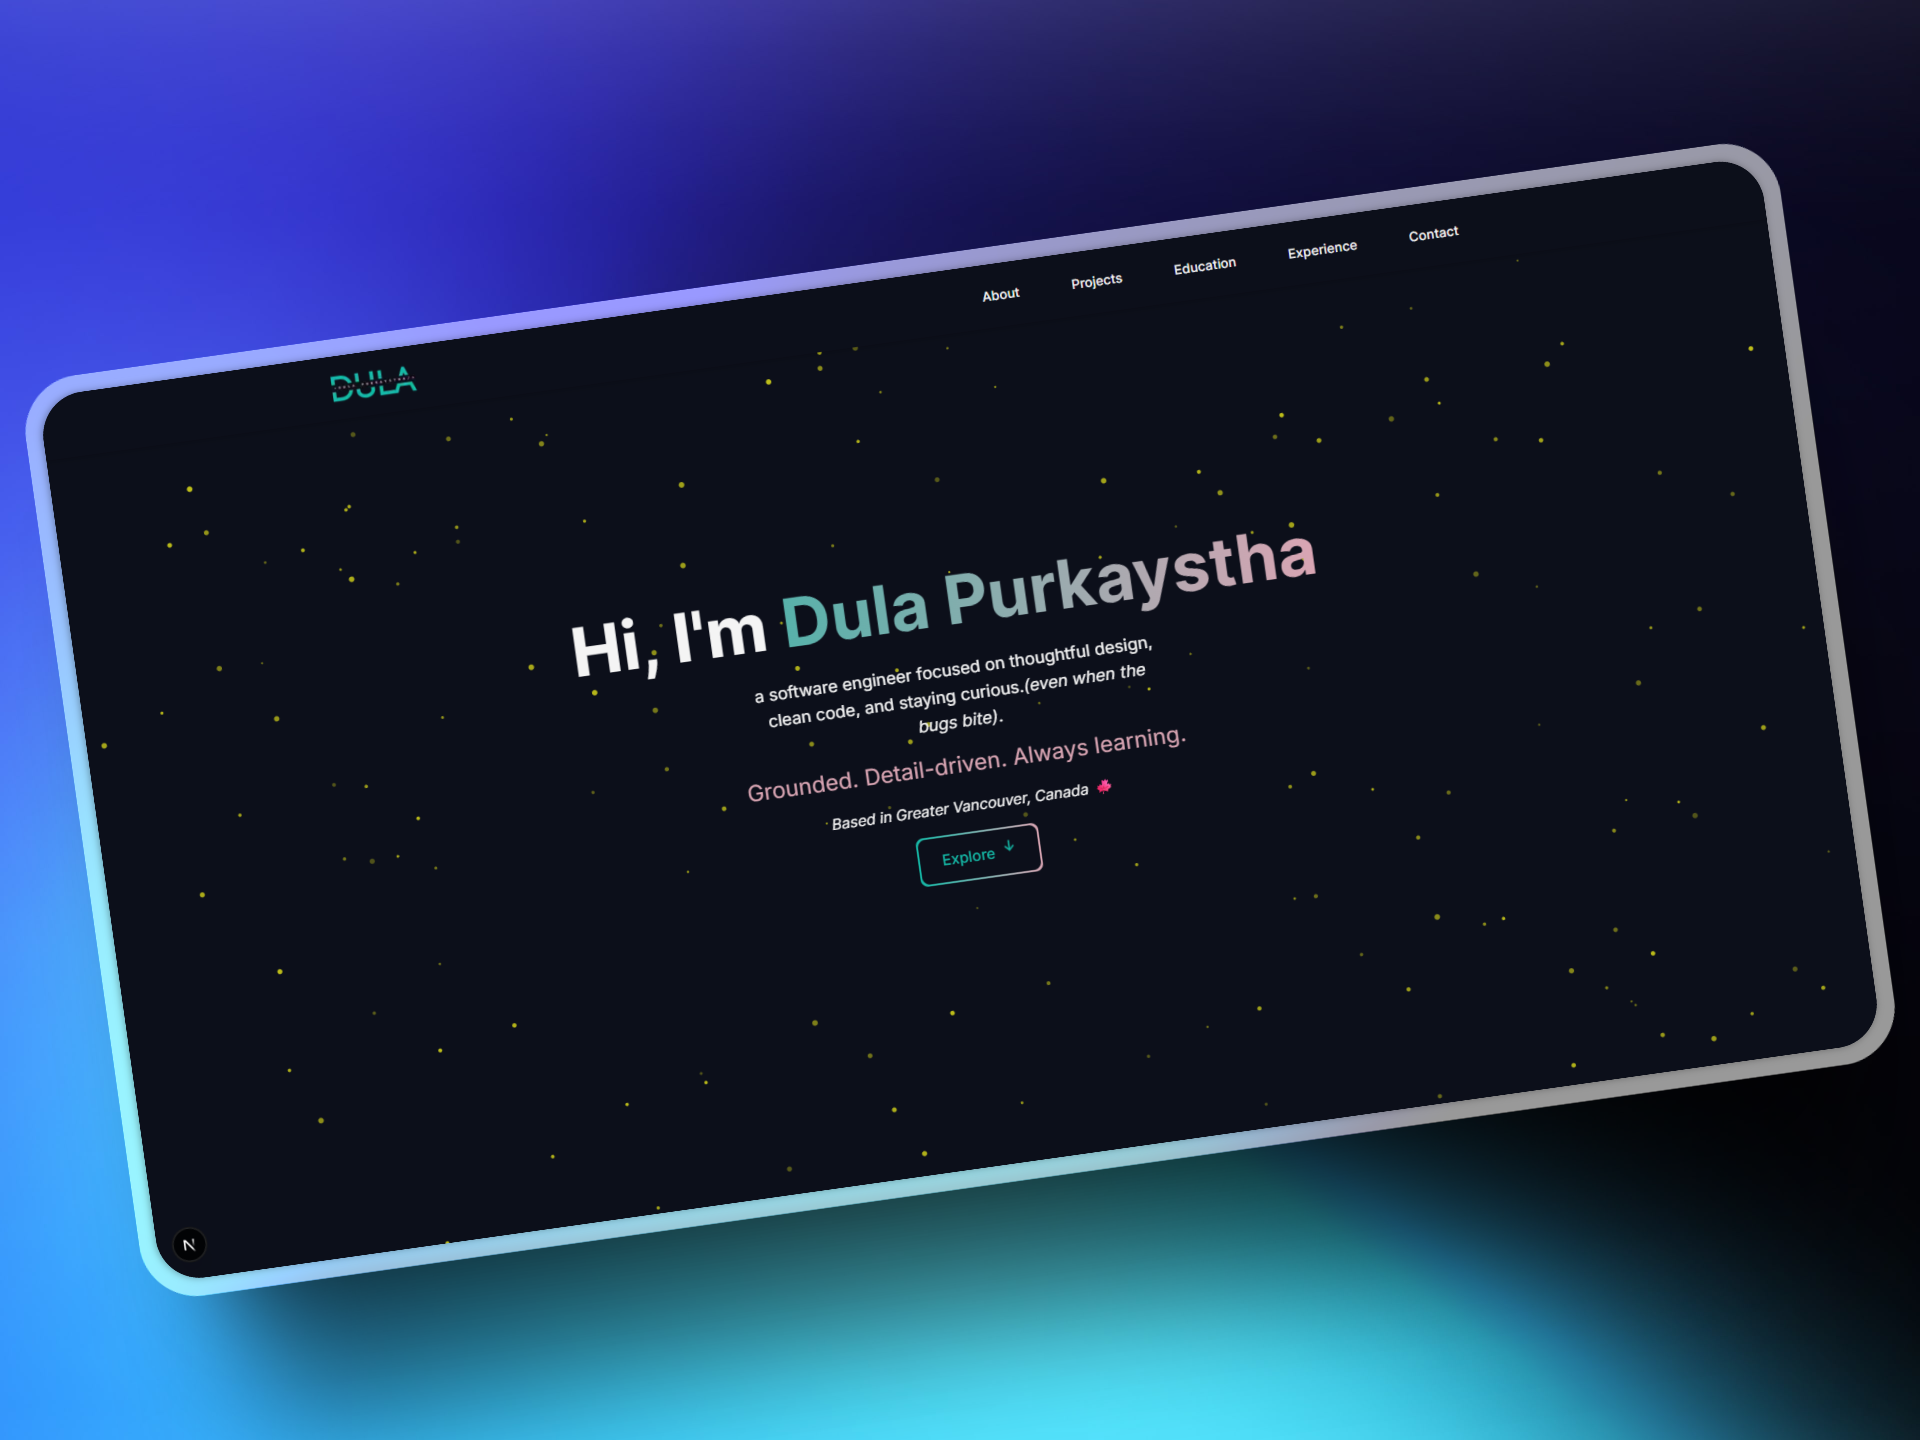 DULA
About
Projects
Education
Experience
Contact
Hi, I'm Dula Purkaystha
a software engineer focused on thoughtful design,
clean code, and staying curious.(even when the
bugs bite).
Grounded. Detail-driven. Always learning.
Based in Greater Vancouver, Canada
Explore ↓
N